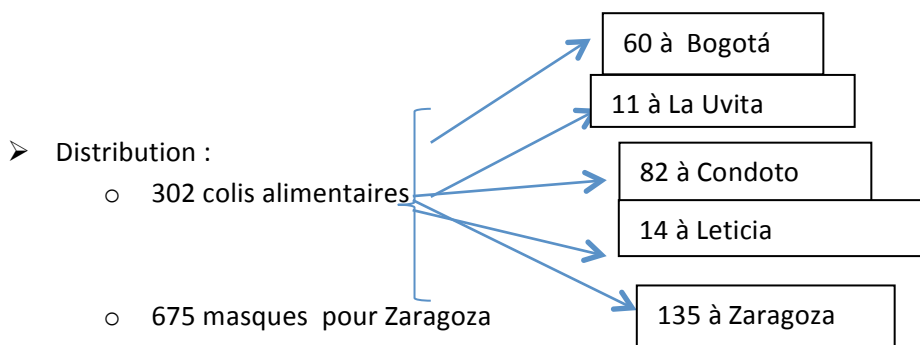 60 à Bogotá
11 à La Uvita
➢ Distribution :
o 302 colis alimentaires
82 à Condoto
14 à Leticia
o 675 masques pour Zaragoza
135 à Zaragoza